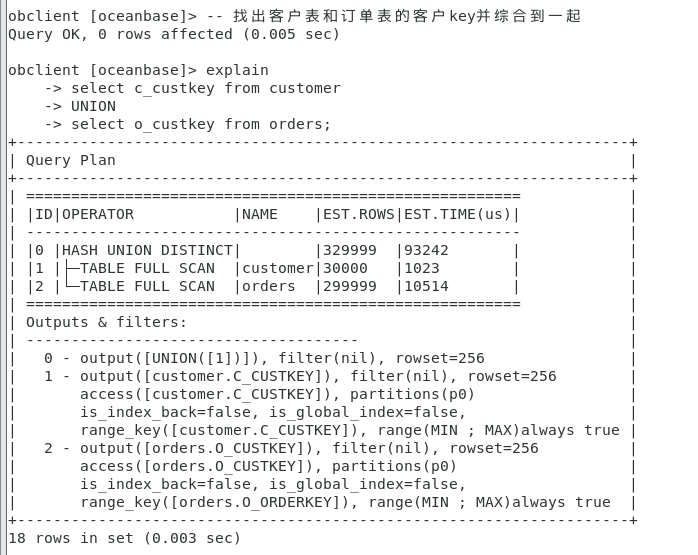 obclient [oceanbase]> -- 找出客户表和订单表的客户key并综合到一起
Query OK, 0 rows affected (0.005 sec)

obclient [oceanbase]> explain
    -> select c_custkey from customer
    -> UNION
    -> select o_custkey from orders;
+--------------------------------------------------------------------+
| Query Plan                                                         |
+--------------------------------------------------------------------+
| =======================================================            |
| |ID|OPERATOR           |NAME    |EST.ROWS|EST.TIME(us)|            |
| -------------------------------------------------------            |
| |0 |HASH UNION DISTINCT|        |329999  |93242       |            |
| |1 |├─TABLE FULL SCAN  |customer|30000   |1023        |            |
| |2 |└─TABLE FULL SCAN  |orders  |299999  |10514       |            |
| =======================================================            |
| Outputs & filters:                                                 |
| -------------------------------------                              |
|   0 - output([UNION([1])]), filter(nil), rowset=256                |
|   1 - output([customer.C_CUSTKEY]), filter(nil), rowset=256        |
|       access([customer.C_CUSTKEY]), partitions(p0)                 |
|       is_index_back=false, is_global_index=false,                  |
|       range_key([customer.C_CUSTKEY]), range(MIN ; MAX)always true |
|   2 - output([orders.O_CUSTKEY]), filter(nil), rowset=256          |
|       access([orders.O_CUSTKEY]), partitions(p0)                   |
|       is_index_back=false, is_global_index=false,                  |
|       range_key([orders.O_ORDERKEY]), range(MIN ; MAX)always true  |
+--------------------------------------------------------------------+
18 rows in set (0.003 sec)